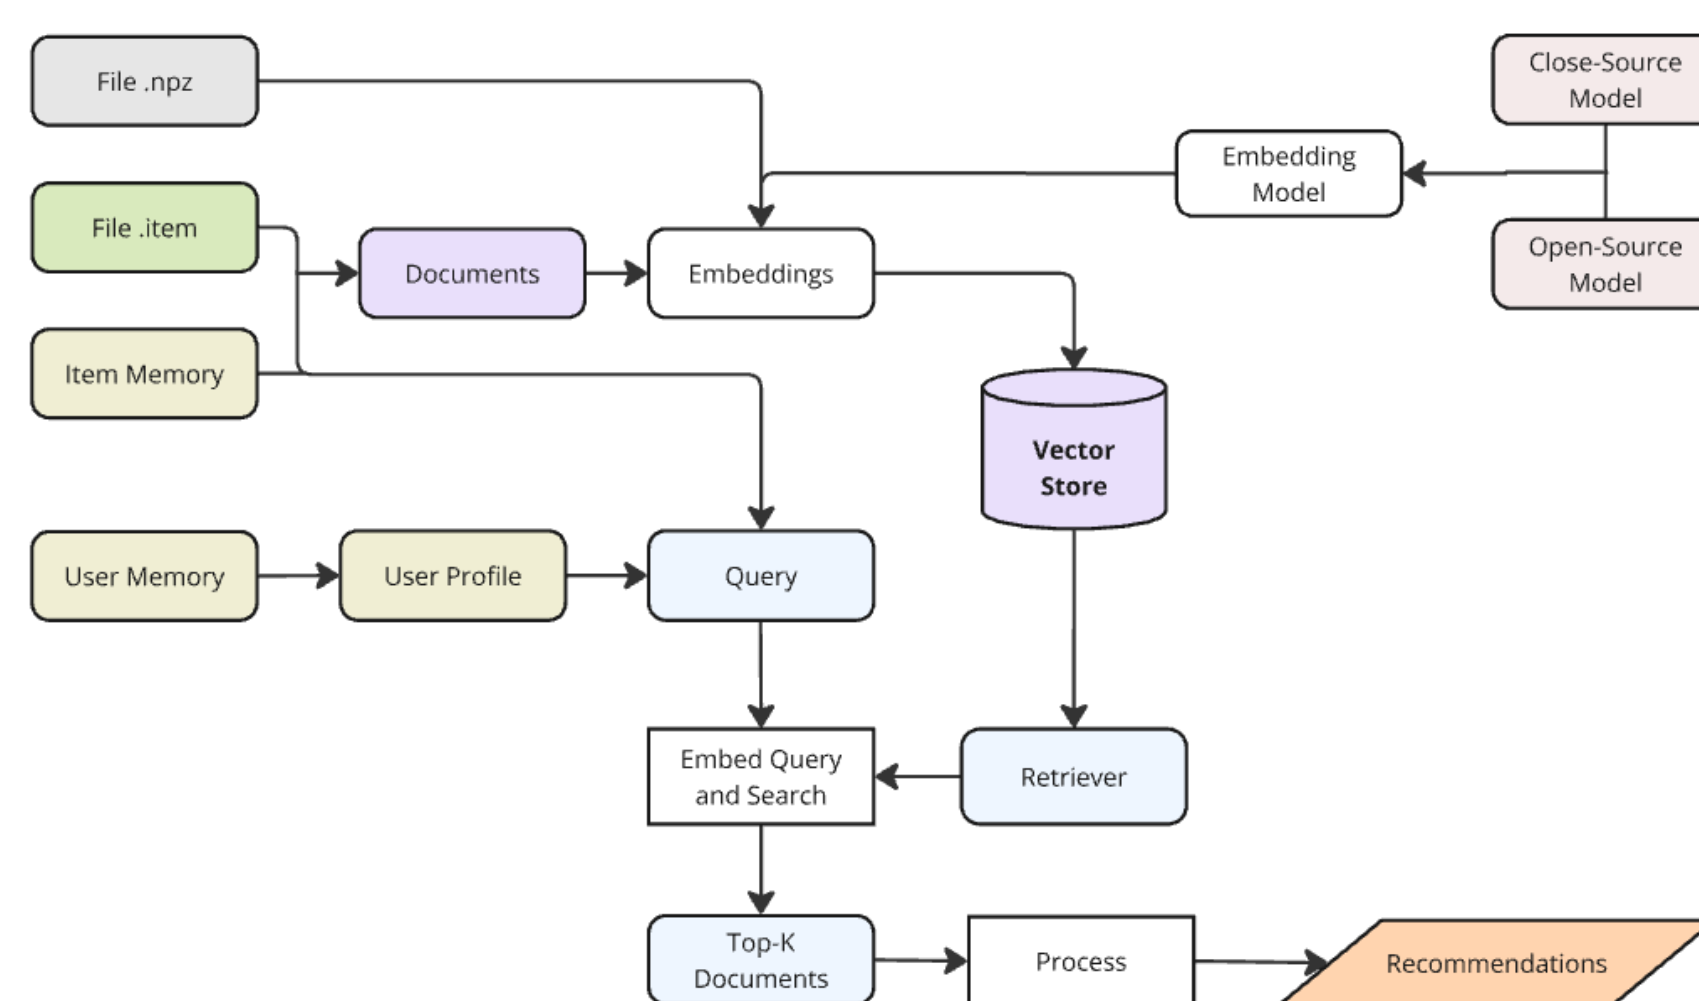 File .npz
Close-Source
Model
Embedding
Model
File .item
Documents
Embeddings
Open-Source
Model
Item Memory
Vector
Store
User Memory
User Profile
Query
Embed Query
and Search
Retriever
Top-K
Documents
Process
Recommendations